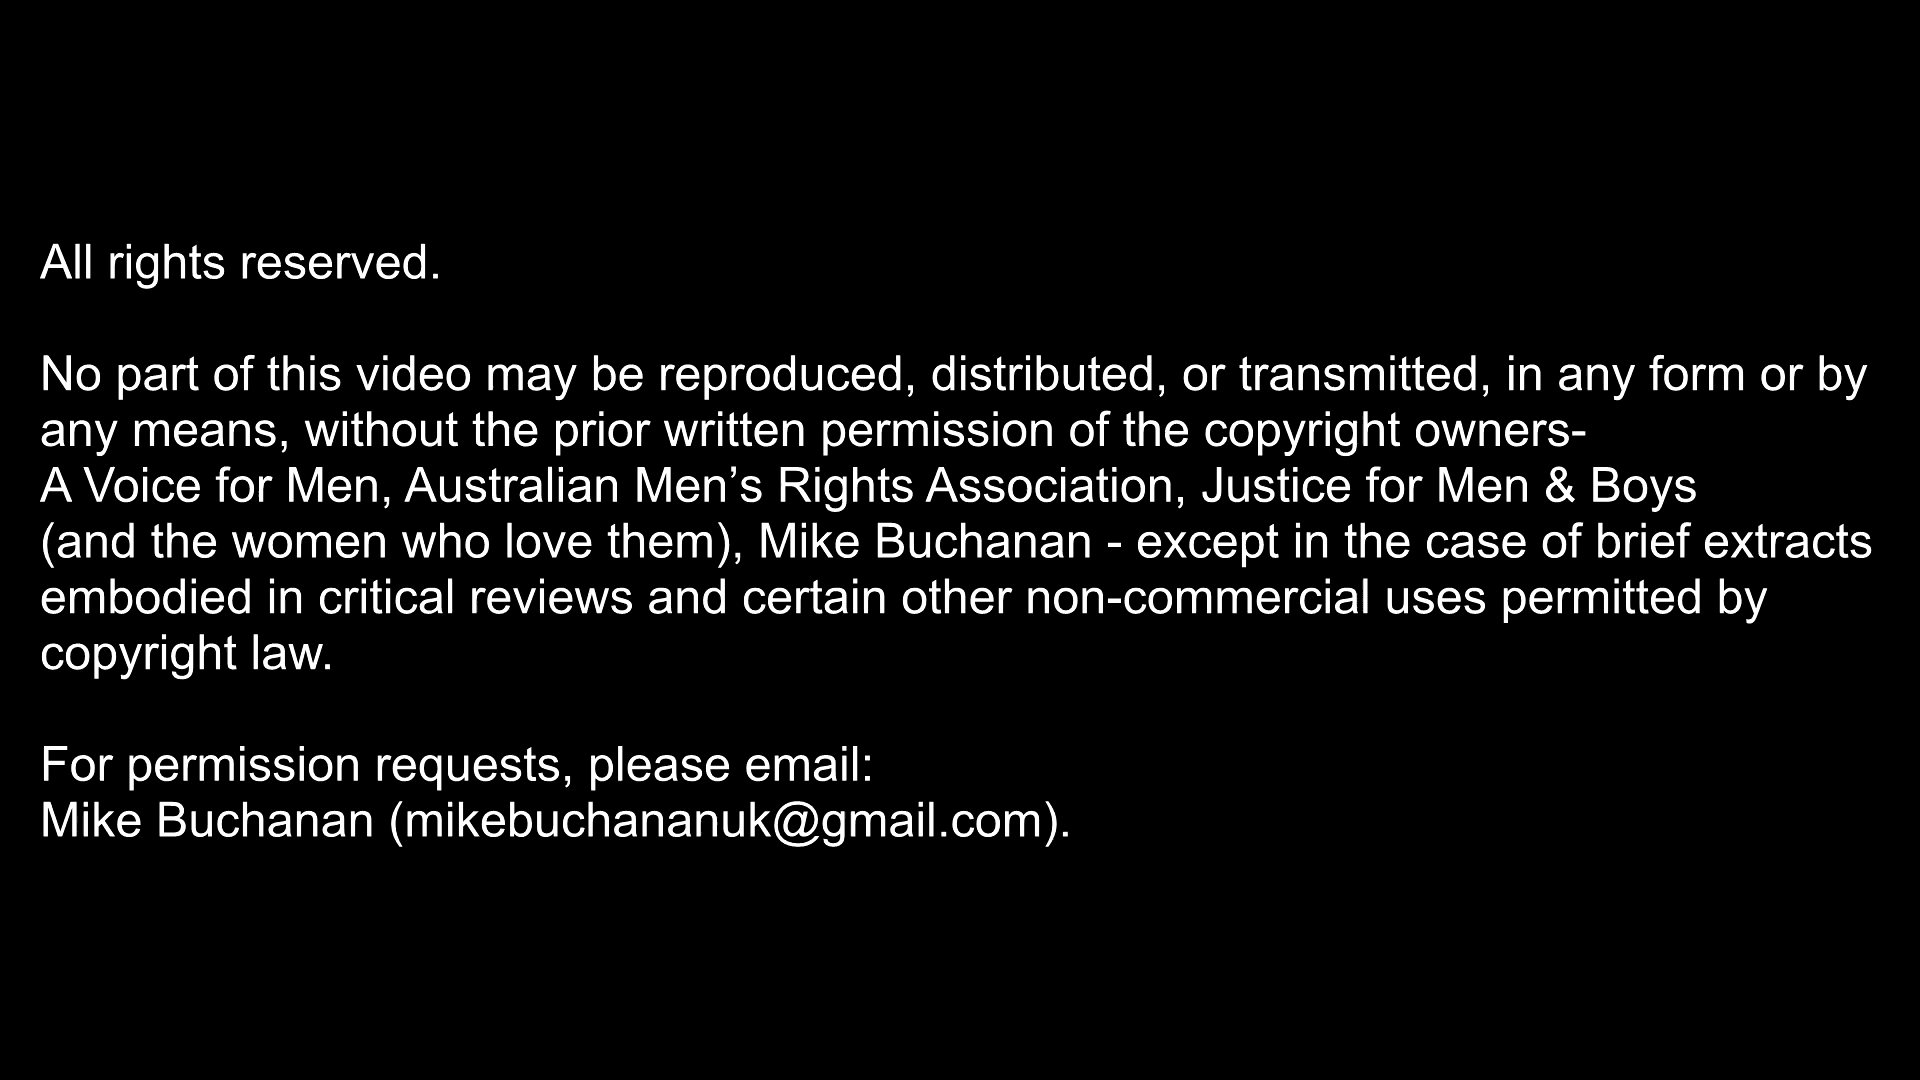 All rights reserved.
No part of this video may be reproduced, distributed, or transmitted, in any form or by
any means, without the prior written permission of the copyright owners-
A Voice for Men, Australian Men’s Rights Association, Justice for Men & Boys
(and the women who love them), Mike Buchanan - except in the case of brief extracts
embodied in critical reviews and certain other non-commercial uses permitted by
copyright law.
For permission requests, please email:
Mike Buchanan (mikebuchananuk@gmail.com).